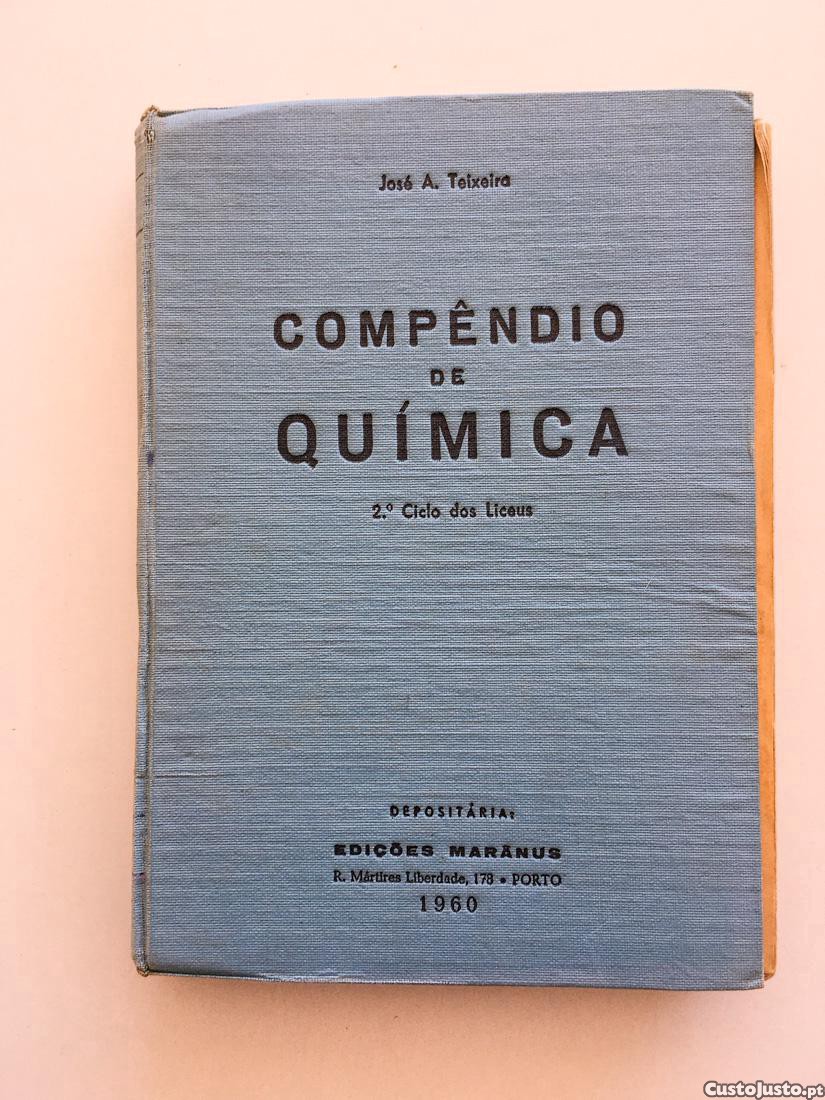 José A. Teixeira
COMPÊNDIO
DE
QUÍMICA
2.º Ciclo dos Liceus
DEPOSITÁRIA:
EDIÇÕES MARÂNUS
R. Mártires Liberdade, 178 • PORTO
1960
CustoJusto.pt